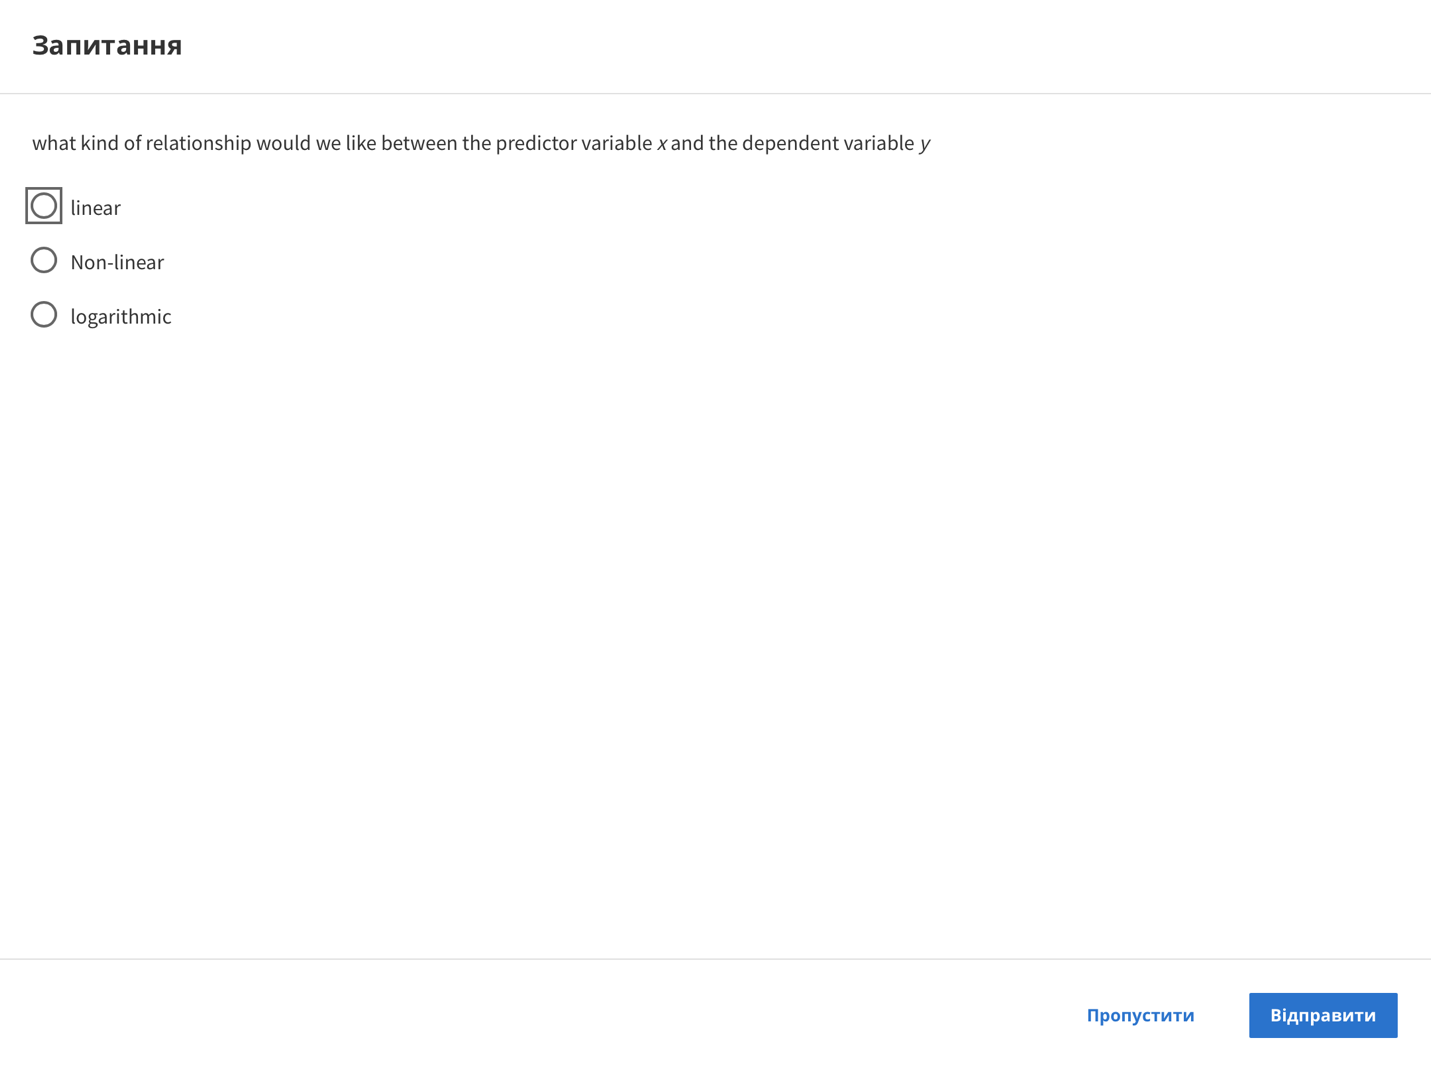 Запитання
what kind of relationship would we like between the predictor variable x and the dependent variable y
linear
Non-linear
logarithmic
Пропустити
Відправити